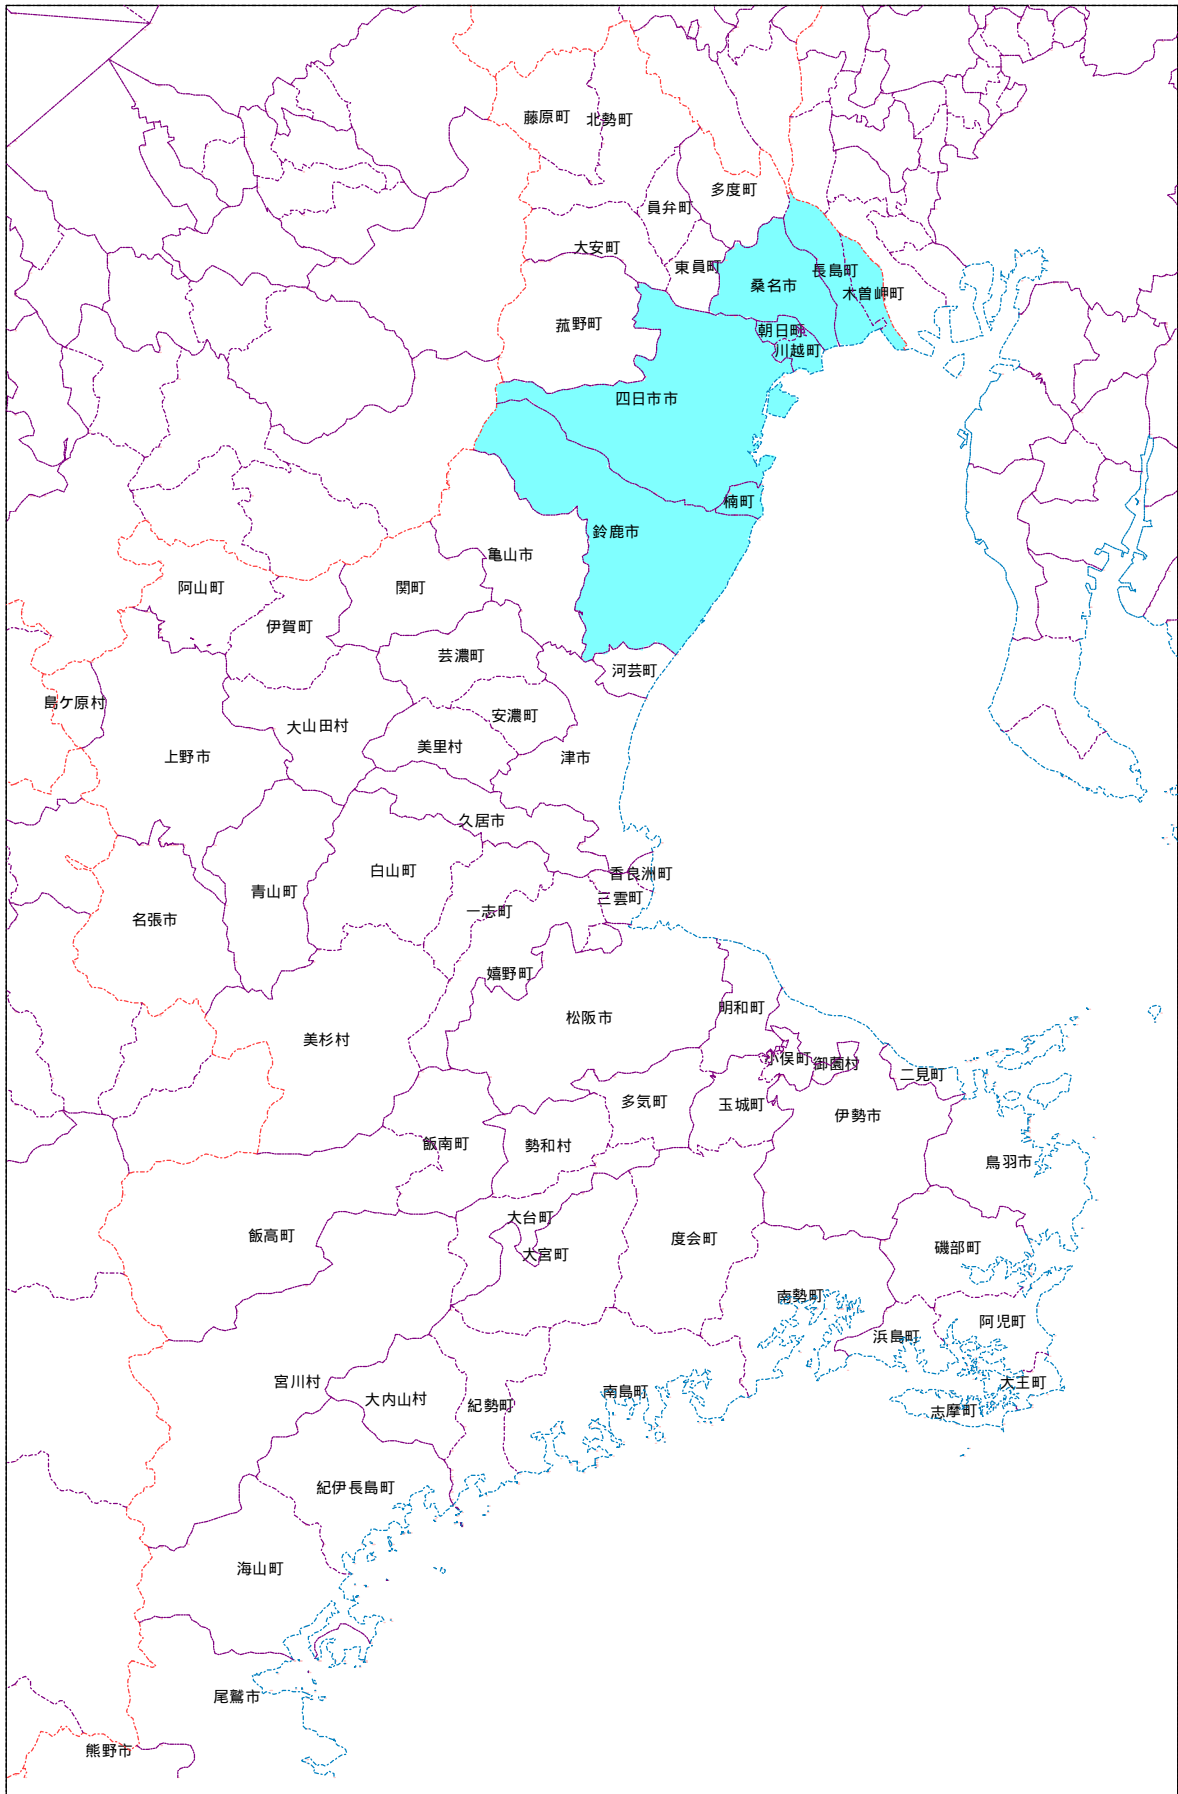 藤原町
北勢町
多度町
員弁町
大安町
東員町
長島町
桑名市
木曽岬町
菰野町
朝日町
川越町
四日市市
楠町
鈴鹿市
亀山市
阿山町
関町
伊賀町
芸濃町
河芸町
島ケ原村
安濃町
大山田村
美里村
上野市
津市
久居市
白山町
香良洲町
青山町
三雲町
一志町
名張市
嬉野町
明和町
松阪市
美杉村
小俣町
御薗村
二見町
多気町
玉城町
伊勢市
飯南町
勢和村
鳥羽市
大台町
飯高町
度会町
磯部町
大宮町
南勢町
阿児町
浜島町
宮川村
大王町
南島町
大内山村
紀勢町
志摩町
紀伊長島町
海山町
尾鷲市
熊野市